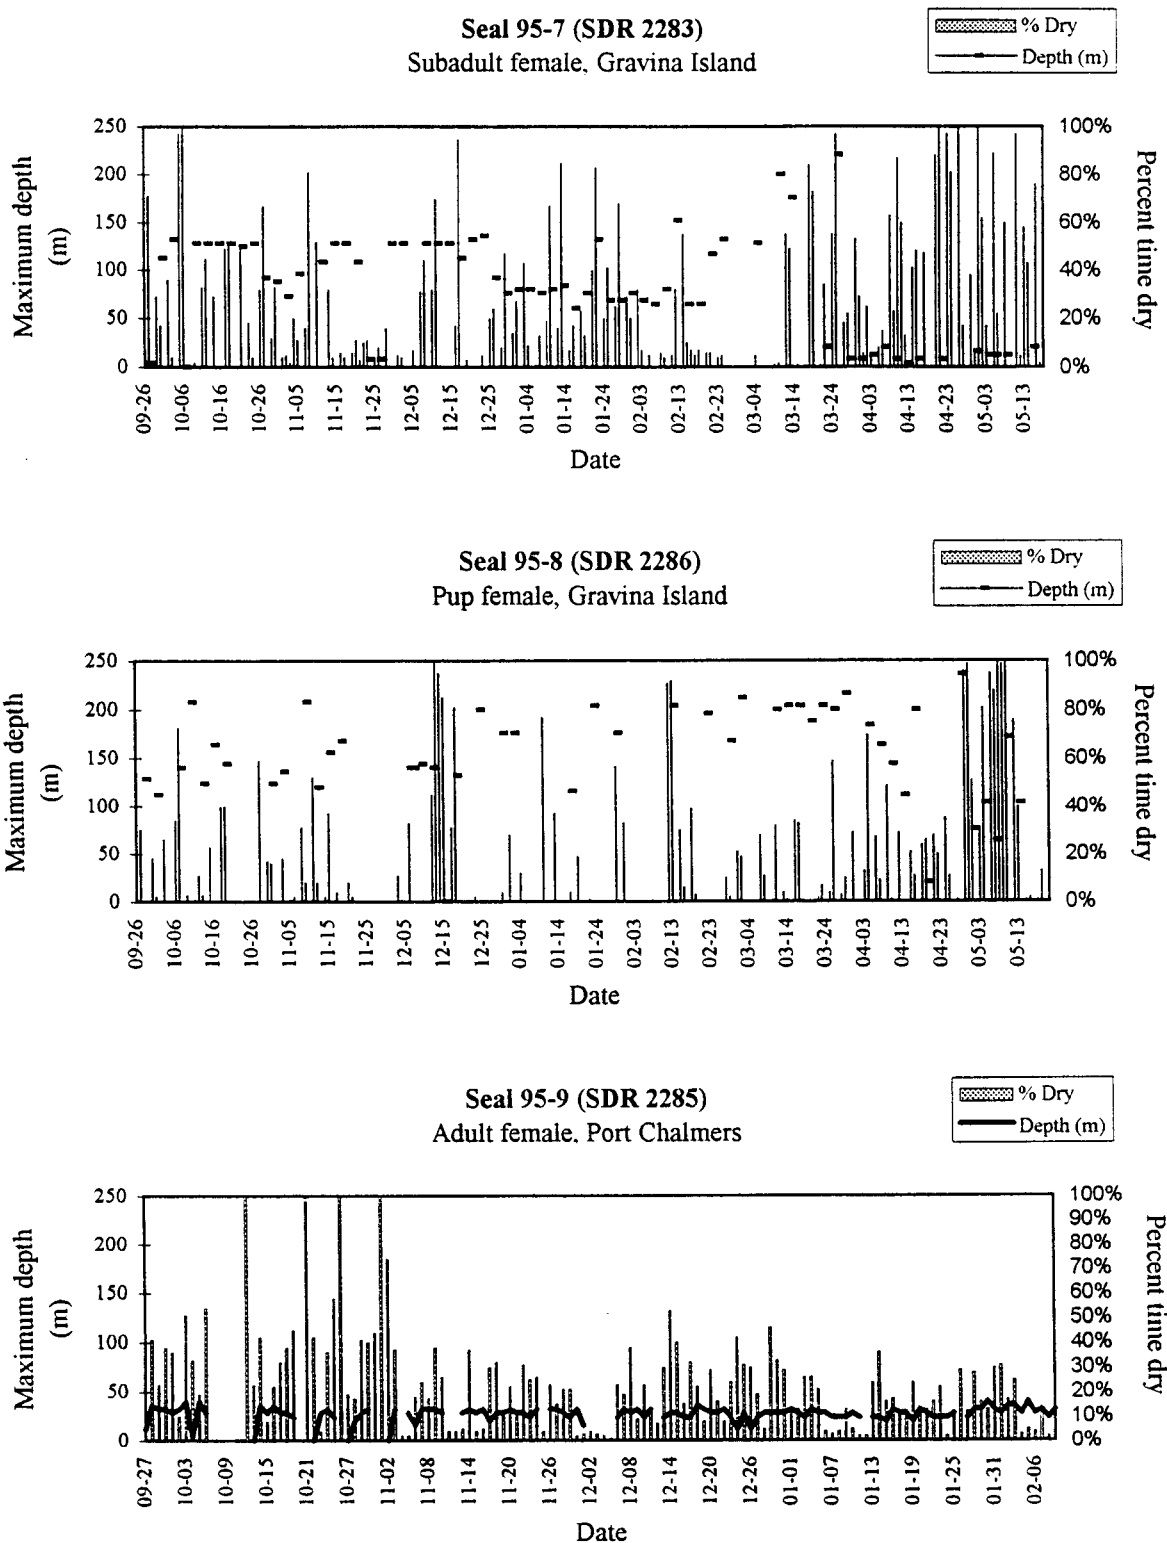 Seal 95-7 (SDR 2283)
Subadult female, Gravina Island
% Dry
Depth (m)
Maximum depth
(m)
250
200
150
100
50
0
100%
80%
60%
40%
20%
0%
Percent time dry
09-26 10-06 10-16 10-26 11-05 11-15 11-25 12-05 12-15 12-25 01-04 01-14 01-24 02-03 02-13 02-23 03-04 03-14 03-24 04-03 04-13 04-23 05-03 05-13
Date
Seal 95-8 (SDR 2286)
Pup female, Gravina Island
% Dry
Depth (m)
Maximum depth
(m)
250
200
150
100
50
0
100%
80%
60%
40%
20%
0%
Percent time dry
09-26 10-06 10-16 10-26 11-05 11-15 11-25 12-05 12-15 12-25 01-04 01-14 01-24 02-03 02-13 02-23 03-04 03-14 03-24 04-03 04-13 04-23 05-03 05-13
Date
Seal 95-9 (SDR 2285)
Adult female, Port Chalmers
% Dry
Depth (m)
Maximum depth
(m)
250
200
150
100
50
0
100%
90%
80%
70%
60%
50%
40%
30%
20%
10%
0%
Percent time dry
09-27 10-03 10-09 10-15 10-21 10-27 11-02 11-08 11-14 11-20 11-26 12-02 12-08 12-14 12-20 12-26 01-01 01-07 01-13 01-19 01-25 01-31 02-06
Date